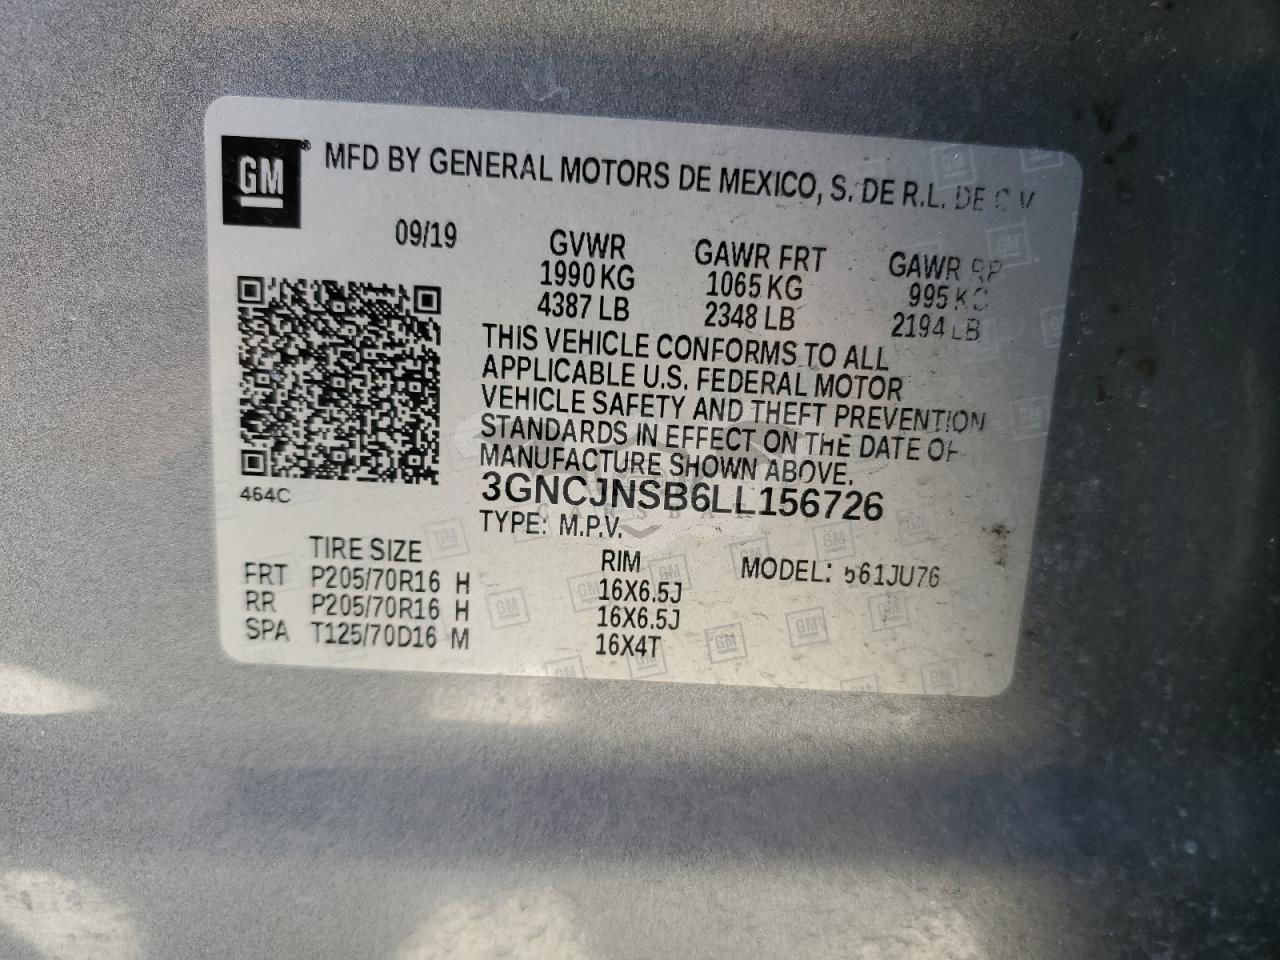 GM ® MFD BY GENERAL MOTORS DE MEXICO, S. DE R.L. DE C V
09/19 GVWR GAWR FRT GAWR RR
1990 KG 1065 KG 995 KG
4387 LB 2348 LB 2194 LB
THIS VEHICLE CONFORMS TO ALL
APPLICABLE U.S. FEDERAL MOTOR
VEHICLE SAFETY AND THEFT PREVENTION
STANDARDS IN EFFECT ON THE DATE OF
MANUFACTURE SHOWN ABOVE.
464C 3GNCJNSB6LL156726
TYPE: M.P.V.
TIRE SIZE RIM MODEL: 561JU76
FRT P205/70R16 H 16X6.5J
RR P205/70R16 H 16X6.5J
SPA T125/70D16 M 16X4T